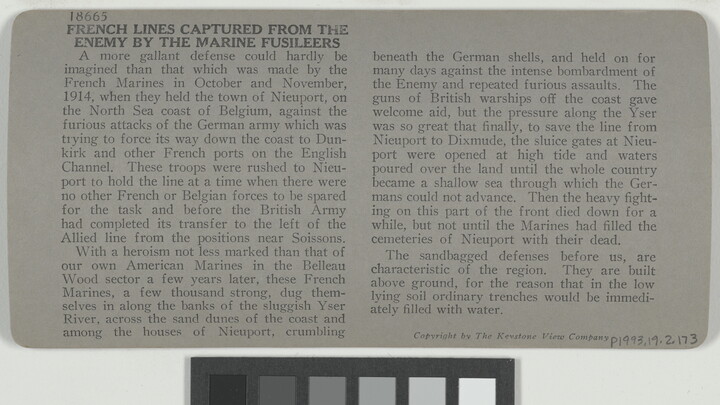 18665
FRENCH LINES CAPTURED FROM THE
ENEMY BY THE MARINE FUSILEERS
A more gallant defense could hardly be
imagined than that which was made by the
French Marines in October and November,
1914, when they held the town of Nieuport, on
the North Sea coast of Belgium, against the
furious attacks of the German army which was
trying to force its way down the coast to Dun-
kirk and other French ports on the English
Channel. These troops were rushed to Nieu-
port to hold the line at a time when there were
no other French or Belgian forces to be spared
for the task and before the British Army
had completed its transfer to the left of the
Allied line from the positions near Soissons.
With a heroism not less marked than that of
our own American Marines in the Belleau
Wood sector a few years later, these French
Marines, a few thousand strong, dug them-
selves in along the banks of the sluggish Yser
River, across the sand dunes of the coast and
among the houses of Nieuport, crumbling
beneath the German shells, and held on for
many days against the intense bombardment of
the Enemy and repeated furious assaults. The
guns of British warships off the coast gave
welcome aid, but the pressure along the Yser
was so great that finally, to save the line from
Nieuport to Dixmude, the sluice gates at Nieu-
port were opened at high tide and waters
poured over the land until the whole country
became a shallow sea through which the Ger-
mans could not advance. Then the heavy fight-
ing on this part of the front died down for a
while, but not until the Marines had filled the
cemeteries of Nieuport with their dead.
The sandbagged defenses before us, are
characteristic of the region. They are built
above ground, for the reason that in the low
lying soil ordinary trenches would be immedi-
ately filled with water.
Copyright by The Keystone View Company
p1993.19.2.173